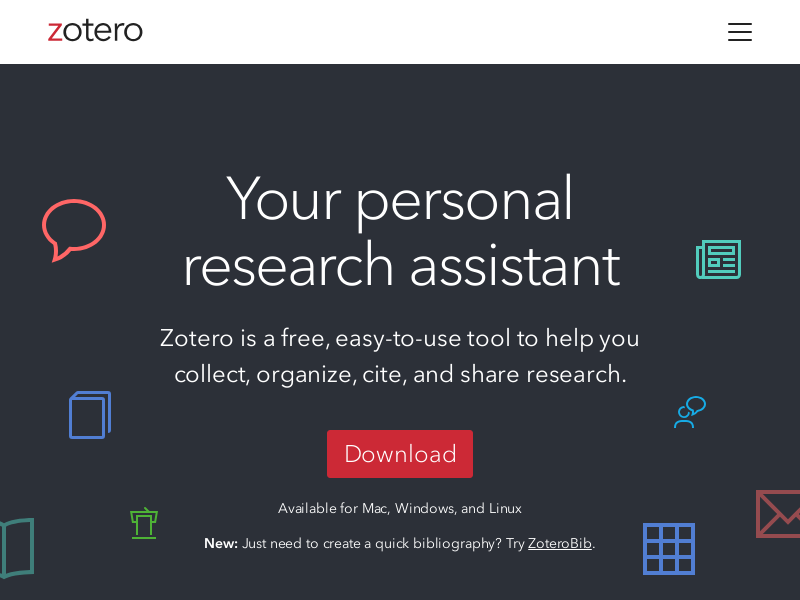 zotero
Your personal
research assistant
Zotero is a free, easy-to-use tool to help you
collect, organize, cite, and share research.
Download
Available for Mac, Windows, and Linux
New: Just need to create a quick bibliography? Try ZoteroBib.